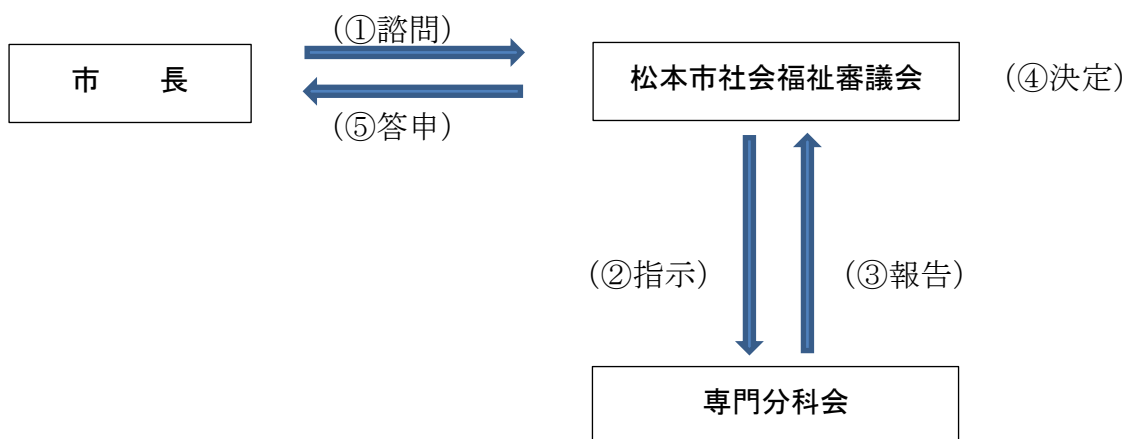 (①諮問)
市　　長
松本市社会福祉審議会
(④決定)
(⑤答申)
(②指示)
(③報告)
専門分科会